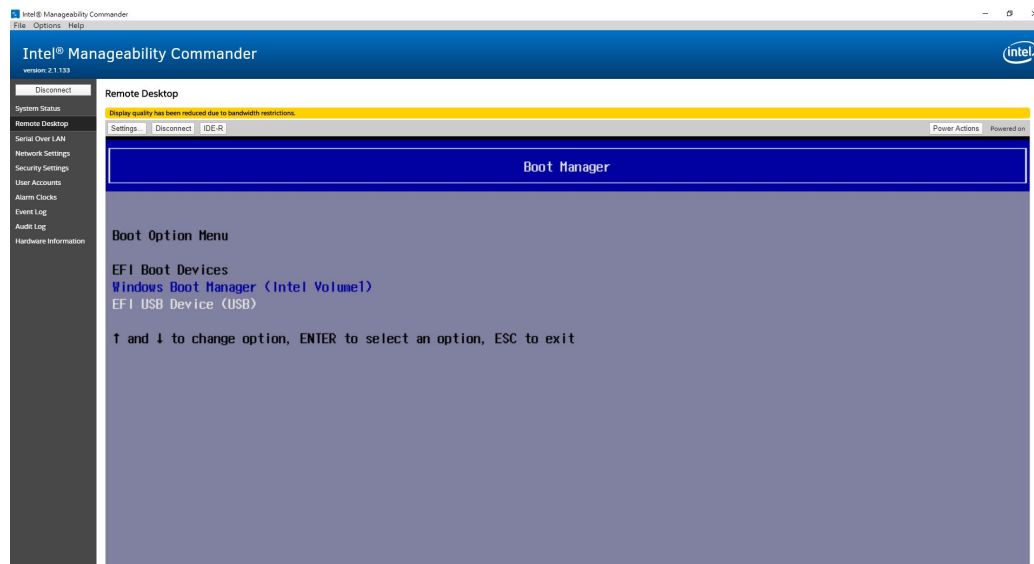 Intel® Manageability Commander
File Options Help
Intel® Manageability Commander
version: 2.1.133
intel.
Disconnect
System Status
Remote Desktop
Serial Over LAN
Network Settings
Security Settings
User Accounts
Alarm Clocks
Event Log
Audit Log
Hardware Information
Remote Desktop
Display quality has been reduced due to bandwidth restrictions.
Settings... Disconnect IDE-R Power Actions Powered on
Boot Manager
Boot Option Menu
EFI Boot Devices
Windows Boot Manager (Intel Volume1)
EFI USB Device (USB)
↑ and ↓ to change option, ENTER to select an option, ESC to exit